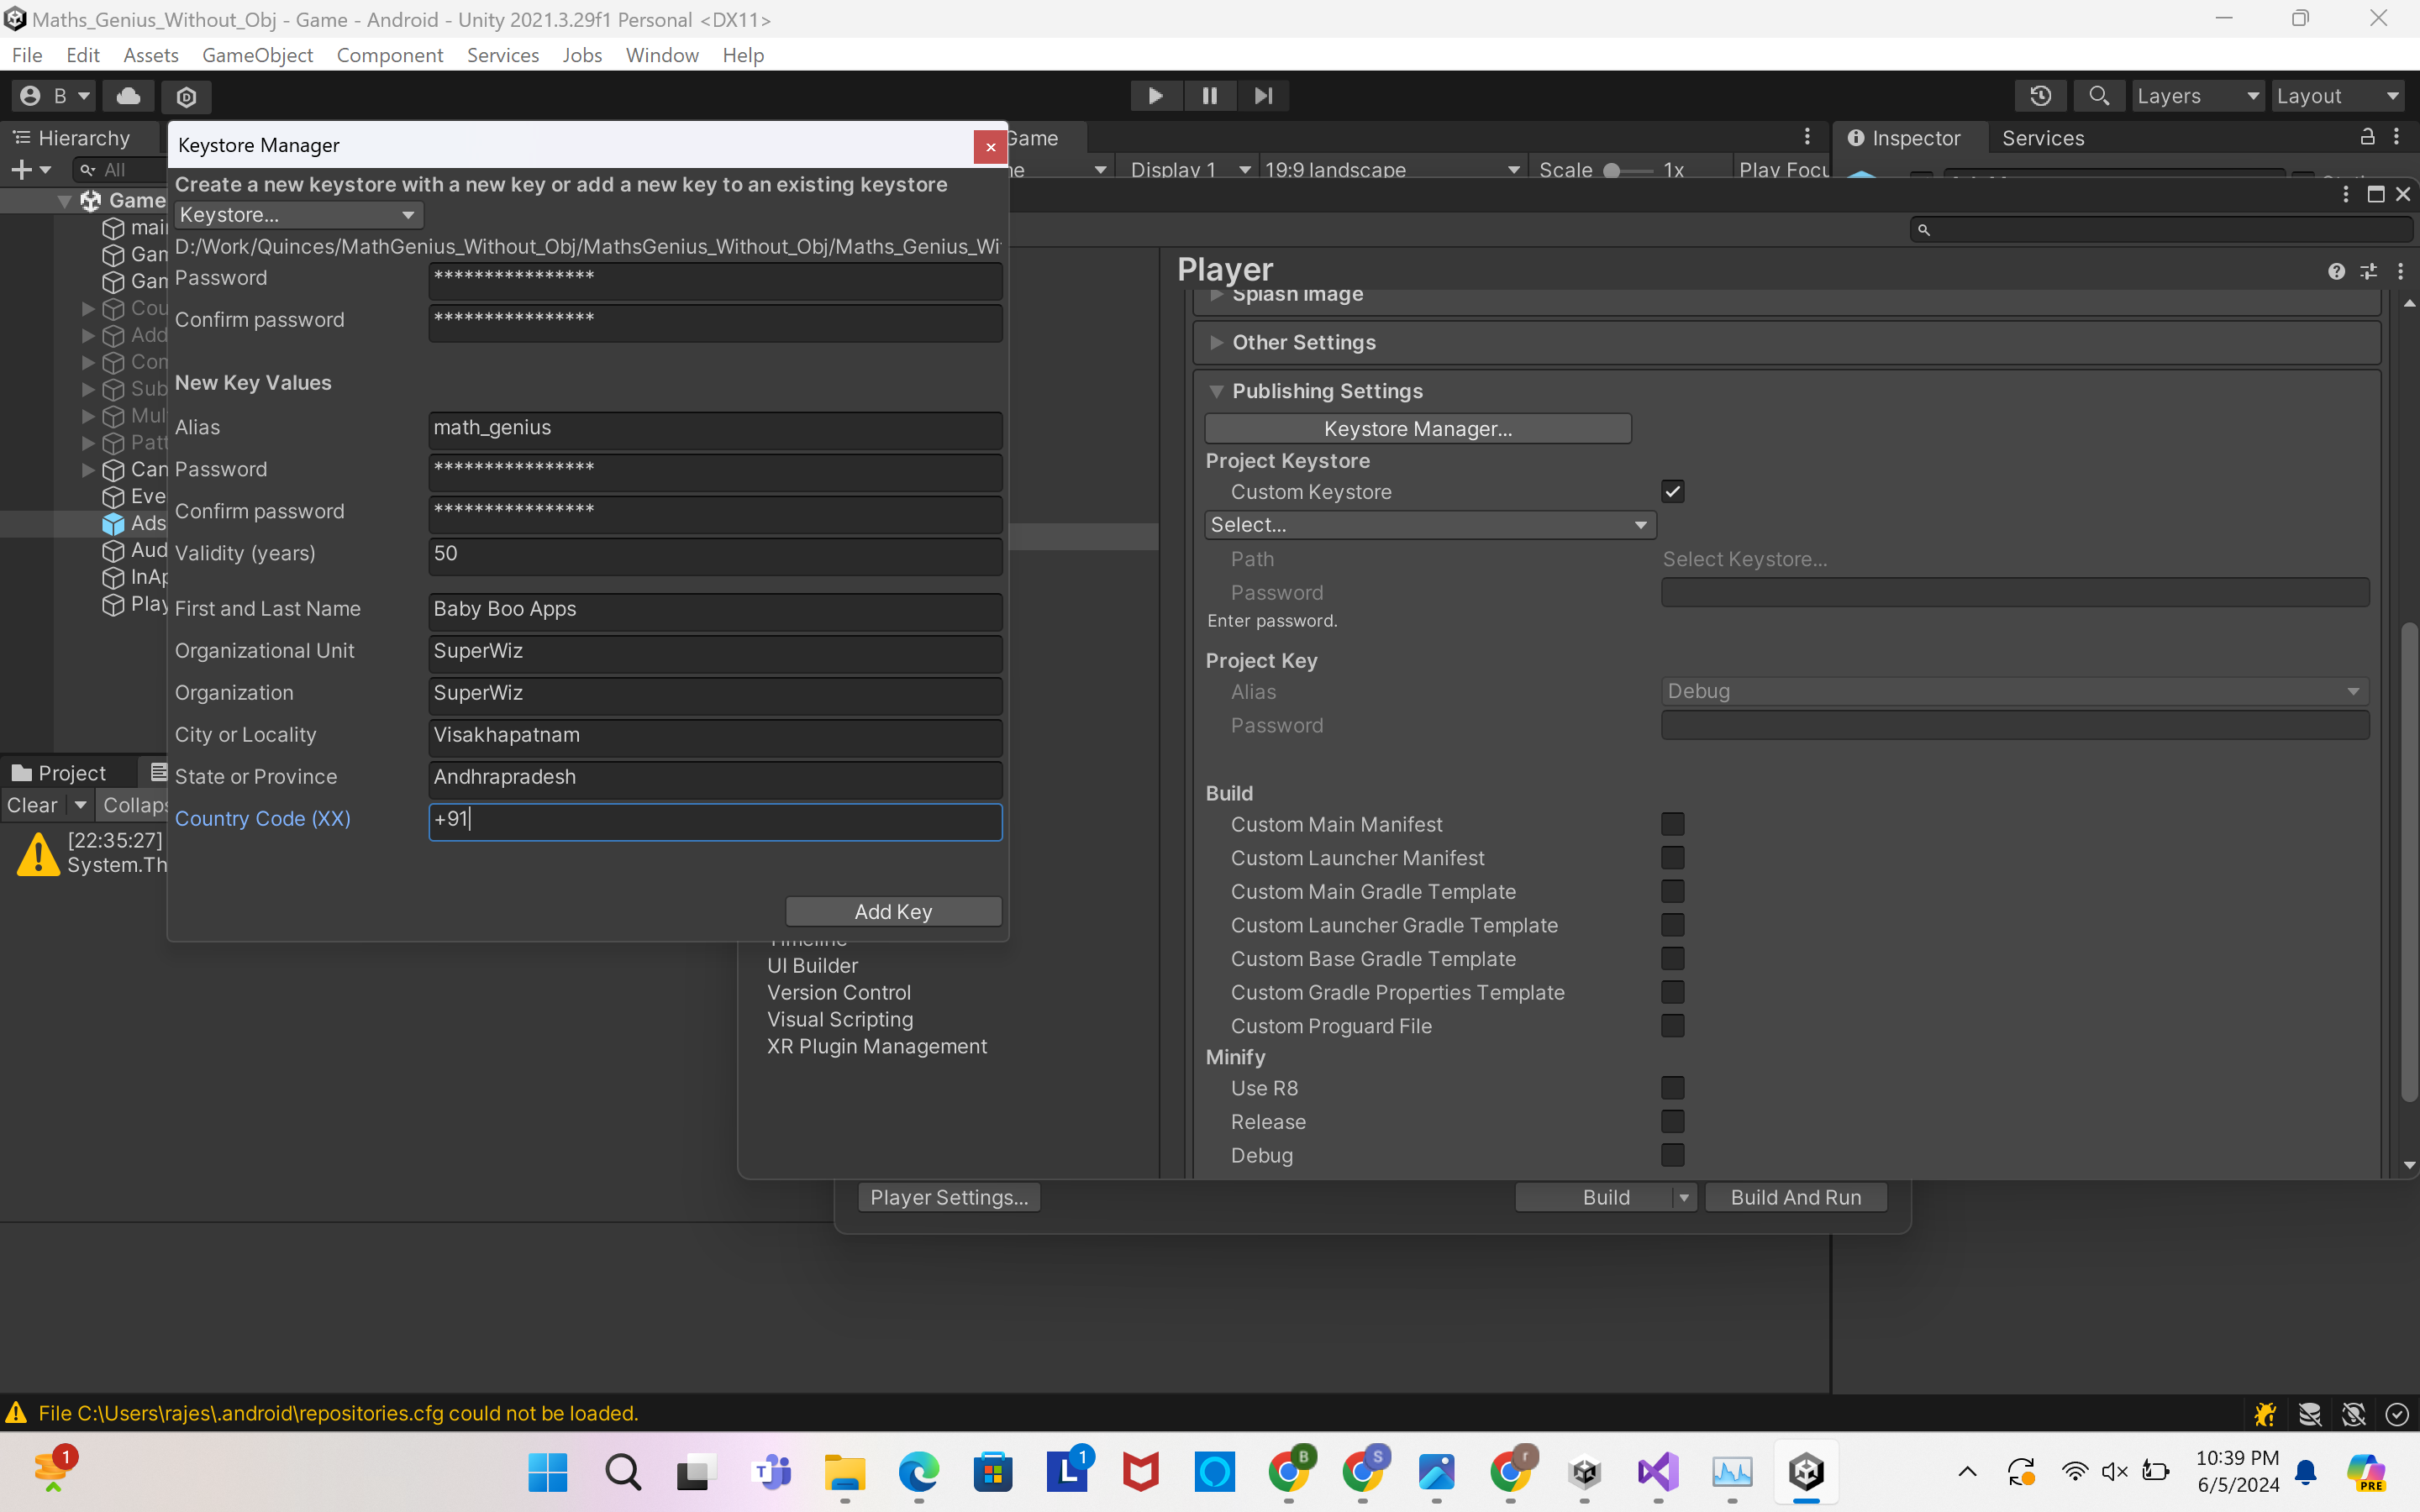 Maths_Genius_Without_Obj - Game - Android - Unity 2021.3.29f1 Personal <DX11>
File Edit Assets GameObject Component Services Jobs Window Help
B Layers Layout
Hierarchy
Game
Inspector Services
All
Display 1 19:9 landscape Scale 1x Play Focu
Keystore Manager
Create a new keystore with a new key or add a new key to an existing keystore
Keystore...
D:/Work/Quinces/MathGenius_Without_Obj/MathsGenius_Without_Obj/Maths_Genius_Wi
Password ****************
Confirm password ****************
New Key Values
Alias math_genius
Password ****************
Confirm password ****************
Validity (years) 50
First and Last Name Baby Boo Apps
Organizational Unit SuperWiz
Organization SuperWiz
City or Locality Visakhapatnam
State or Province Andhrapradesh
Country Code (XX) +91
Add Key
Game
mai
Gam
Gam
Cou
Add
Com
Sub
Mul
Patt
Can
Eve
Ads
Aud
InAp
Play
Project
Clear Collaps
[22:35:27]
System.Th
Timeline
UI Builder
Version Control
Visual Scripting
XR Plugin Management
Player
Splash Image
Other Settings
Publishing Settings
Keystore Manager...
Project Keystore
Custom Keystore
Select...
Path Select Keystore...
Password
Enter password.
Project Key
Alias Debug
Password
Build
Custom Main Manifest
Custom Launcher Manifest
Custom Main Gradle Template
Custom Launcher Gradle Template
Custom Base Gradle Template
Custom Gradle Properties Template
Custom Proguard File
Minify
Use R8
Release
Debug
Player Settings... Build Build And Run
File C:\Users\rajes\.android\repositories.cfg could not be loaded.
1
1
B
S
r
10:39 PM
6/5/2024
PRE